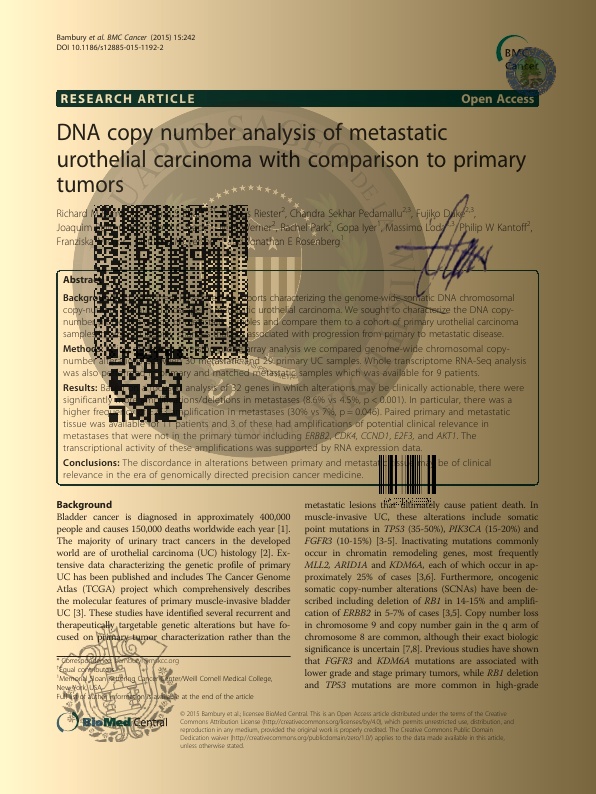 Bambury et al. BMC Cancer (2015) 15:242
DOI 10.1186/s12885-015-1192-2
BMC
Cancer
RESEARCH ARTICLE Open Access
DNA copy number analysis of metastatic
urothelial carcinoma with comparison to primary
tumors
Richard Riester2, Chandra Sekhar Pedamallu2,3, Fujiko Duke2,3,
Joaquim Rachel Park2, Gopa Iyer1, Massimo Loda2,3, Philip W Kantoff2,
Franziska Jonathan E Rosenberg1
Abstract
Background: characterizing the genome-wide somatic DNA chromosomal
copy-number urothelial carcinoma. We sought to characterize the DNA copy-
number and compare them to a cohort of primary urothelial carcinoma
samples associated with progression from primary to metastatic disease.
Methods: array analysis we compared genome-wide chromosomal copy-
number 30 metastatic and 29 primary UC samples. Whole transcriptome RNA-Seq analysis
was also and matched metastatic samples which was available for 9 patients.
Results: analysis of 32 genes in which alterations may be clinically actionable, there were
significantly in metastases (8.6% vs 4.5%, p < 0.001). In particular, there was a
higher amplification in metastases (30% vs 7%, p = 0.046). Paired primary and metastatic
tissue was available for 11 patients and 3 of these had amplifications of potential clinical relevance in
metastases that were not in the primary tumor including ERBB2, CDK4, CCND1, E2F3, and AKT1. The
transcriptional activity of these amplifications was supported by RNA expression data.
Conclusions: The discordance in alterations between primary and metastatic tissue may be of clinical
relevance in the era of genomically directed precision cancer medicine.
Background
Bladder cancer is diagnosed in approximately 400,000
people and causes 150,000 deaths worldwide each year [1].
The majority of urinary tract cancers in the developed
world are of urothelial carcinoma (UC) histology [2]. Ex-
tensive data characterizing the genetic profile of primary
UC has been published and includes The Cancer Genome
Atlas (TCGA) project which comprehensively describes
the molecular features of primary muscle-invasive bladder
UC [3]. These studies have identified several recurrent and
therapeutically targetable genetic alterations but have fo-
cused on primary tumor characterization rather than the
metastatic lesions that ultimately cause patient death. In
muscle-invasive UC, these alterations include somatic
point mutations in TP53 (35-50%), PIK3CA (15-20%) and
FGFR3 (10-15%) [3-5]. Inactivating mutations commonly
occur in chromatin remodeling genes, most frequently
MLL2, ARID1A and KDM6A, each of which occur in ap-
proximately 25% of cases [3,6]. Furthermore, oncogenic
somatic copy-number alterations (SCNAs) have been de-
scribed including deletion of RB1 in 14–15% and amplifi-
cation of ERBB2 in 5-7% of cases [3,5]. Copy number loss
in chromosome 9 and copy number gain in the q arm of
chromosome 8 are common, although their exact biologic
significance is uncertain [7,8]. Previous studies have shown
that FGFR3 and KDM6A mutations are associated with
lower grade and stage primary tumors, while RB1 deletion
and TP53 mutations are more common in high-grade
* Correspondence:
†Equal contributors
1Memorial Sloan Kettering Cancer Center/Weill Cornell Medical College,
New York, USA
Full list of author information is available at the end of the article
BioMed Central
© 2015 Bambury et al.; licensee BioMed Central. This is an Open Access article distributed under the terms of the Creative
Commons Attribution License (http://creativecommons.org/licenses/by/4.0), which permits unrestricted use, distribution, and
reproduction in any medium, provided the original work is properly credited. The Creative Commons Public Domain
Dedication waiver (http://creativecommons.org/publicdomain/zero/1.0/) applies to the data made available in this article,
unless otherwise stated.